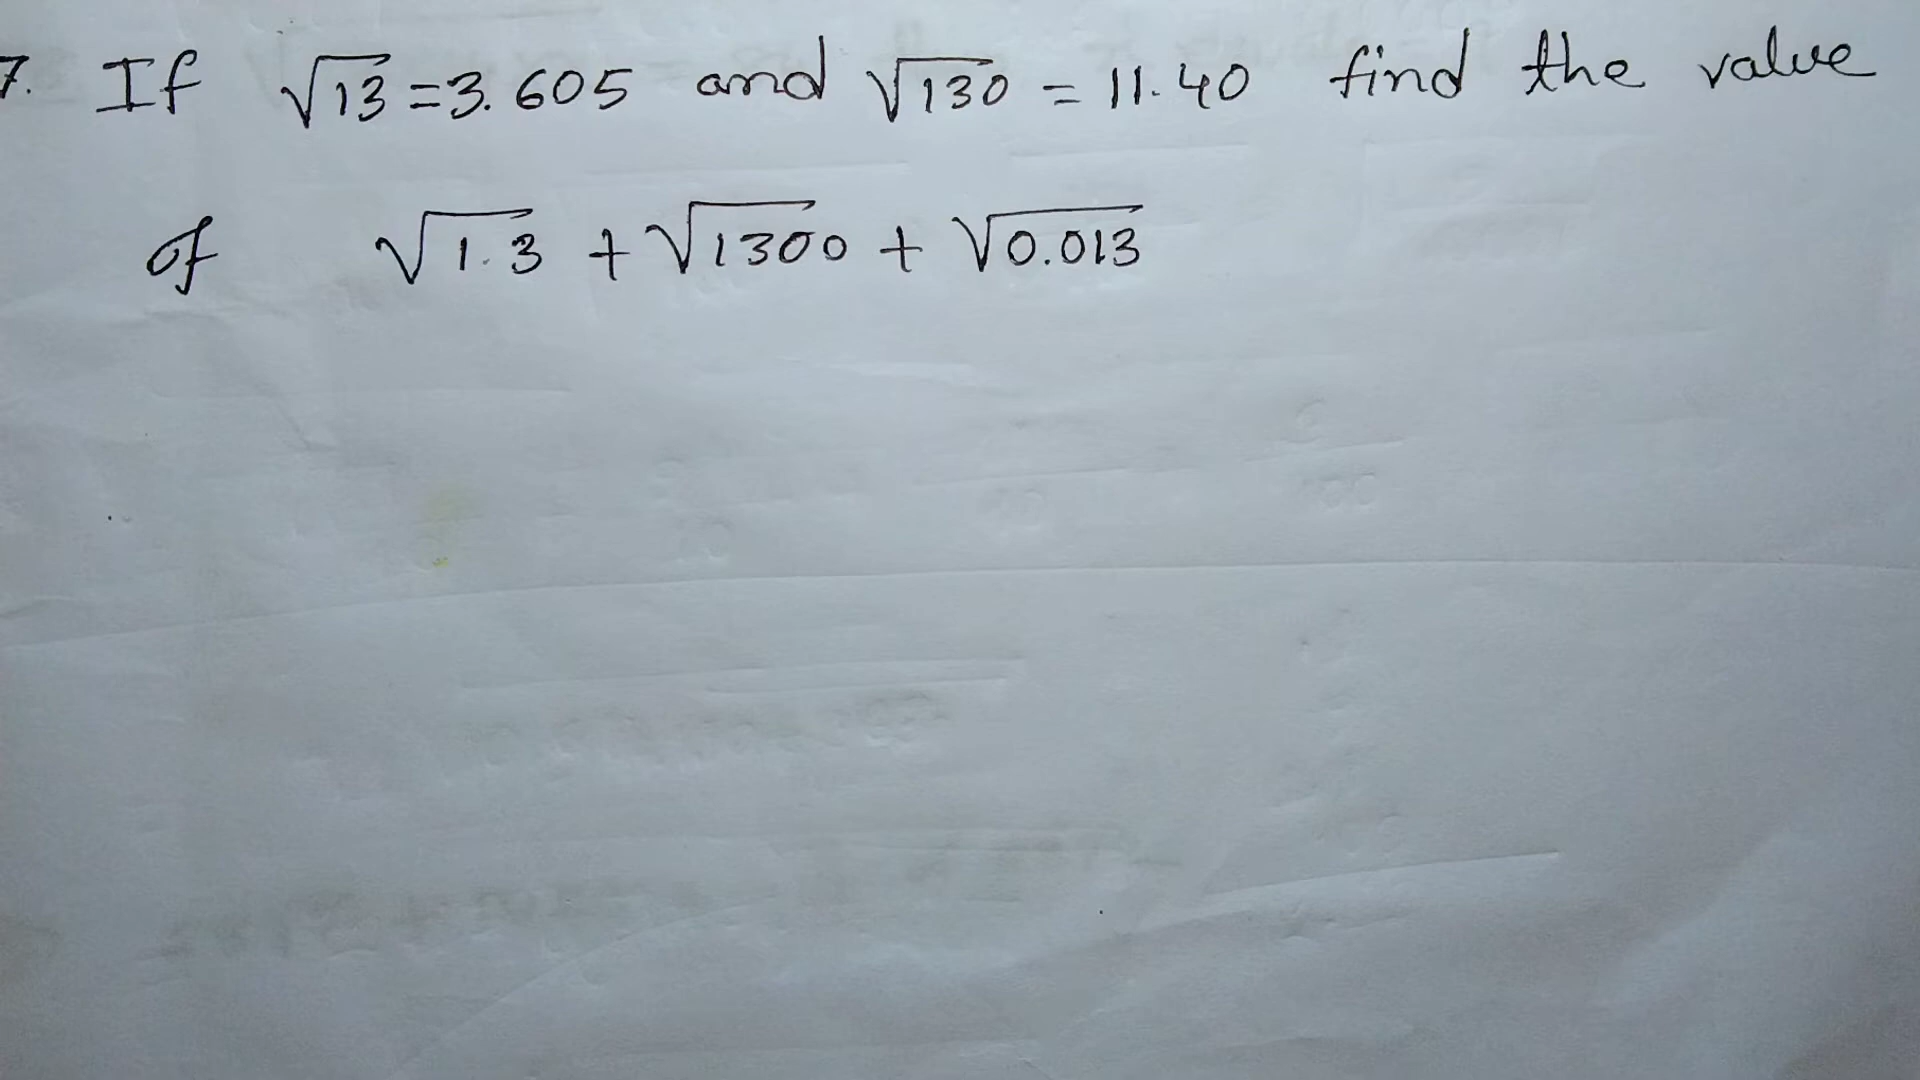 7. If √13 = 3.605 and √130 = 11.40 find the value
of √1.3 + √1300 + √0.013